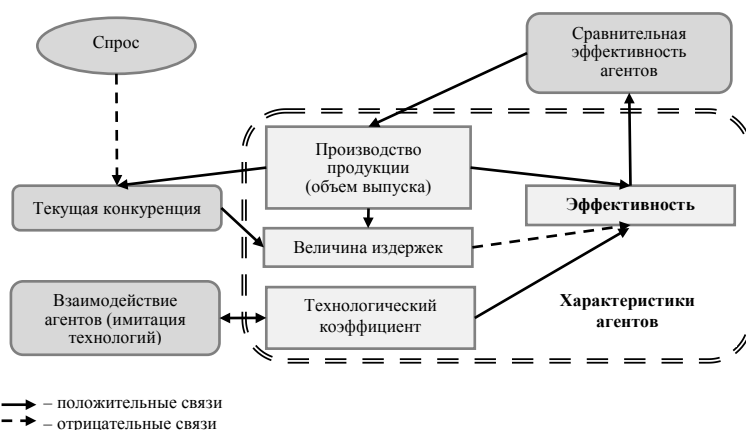 Спрос
Сравнительная
эффективность
агентов
Производство
продукции
(объем выпуска)
Текущая конкуренция
Эффективность
Величина издержек
Взаимодействие
агентов (имитация
технологий)
Технологический
коэффициент
Характеристики
агентов
– положительные связи
– отрицательные связи